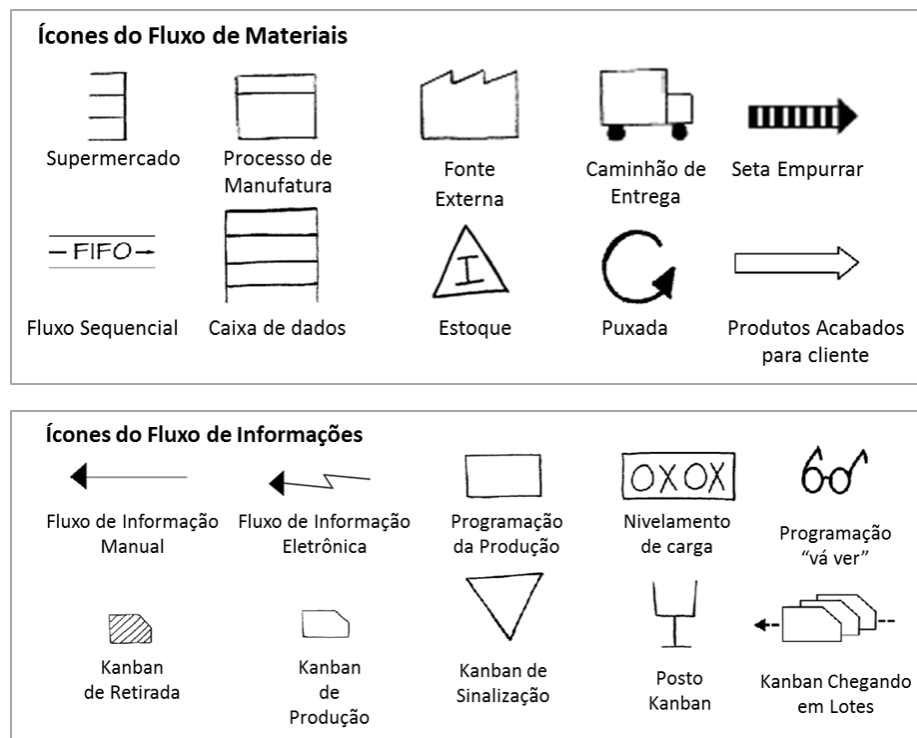 Ícones do Fluxo de Materiais
Supermercado
Processo de
Manufatura
Fonte
Externa
Caminhão de
Entrega
Seta Empurrar
FIFO
I
Fluxo Sequencial
Caixa de dados
Estoque
Puxada
Produtos Acabados
para cliente
Ícones do Fluxo de Informações
OXOX
Fluxo de Informação
Manual
Fluxo de Informação
Eletrônica
Programação
da Produção
Nivelamento
de carga
Programação
“vá ver”
Kanban
de Retirada
Kanban
de
Produção
Kanban de
Sinalização
Posto
Kanban
Kanban Chegando
em Lotes